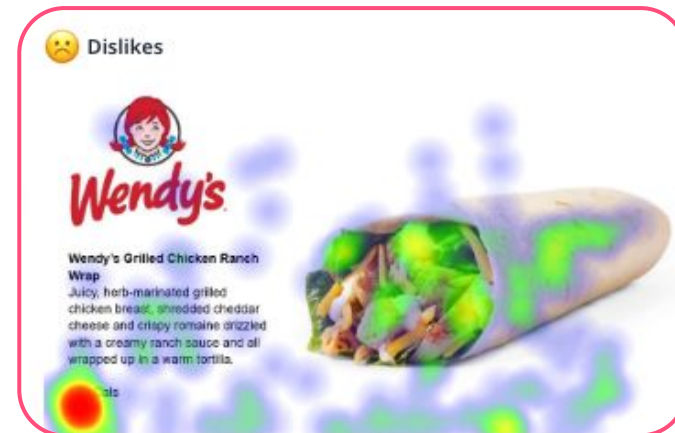 Dislikes
Wendy's
Wendy's Grilled Chicken Ranch
Wrap
Juicy, herb-marinated grilled
chicken breast, shredded cheddar
cheese and crispy romaine drizzled
with a creamy ranch sauce and all
wrapped up in a warm tortilla.